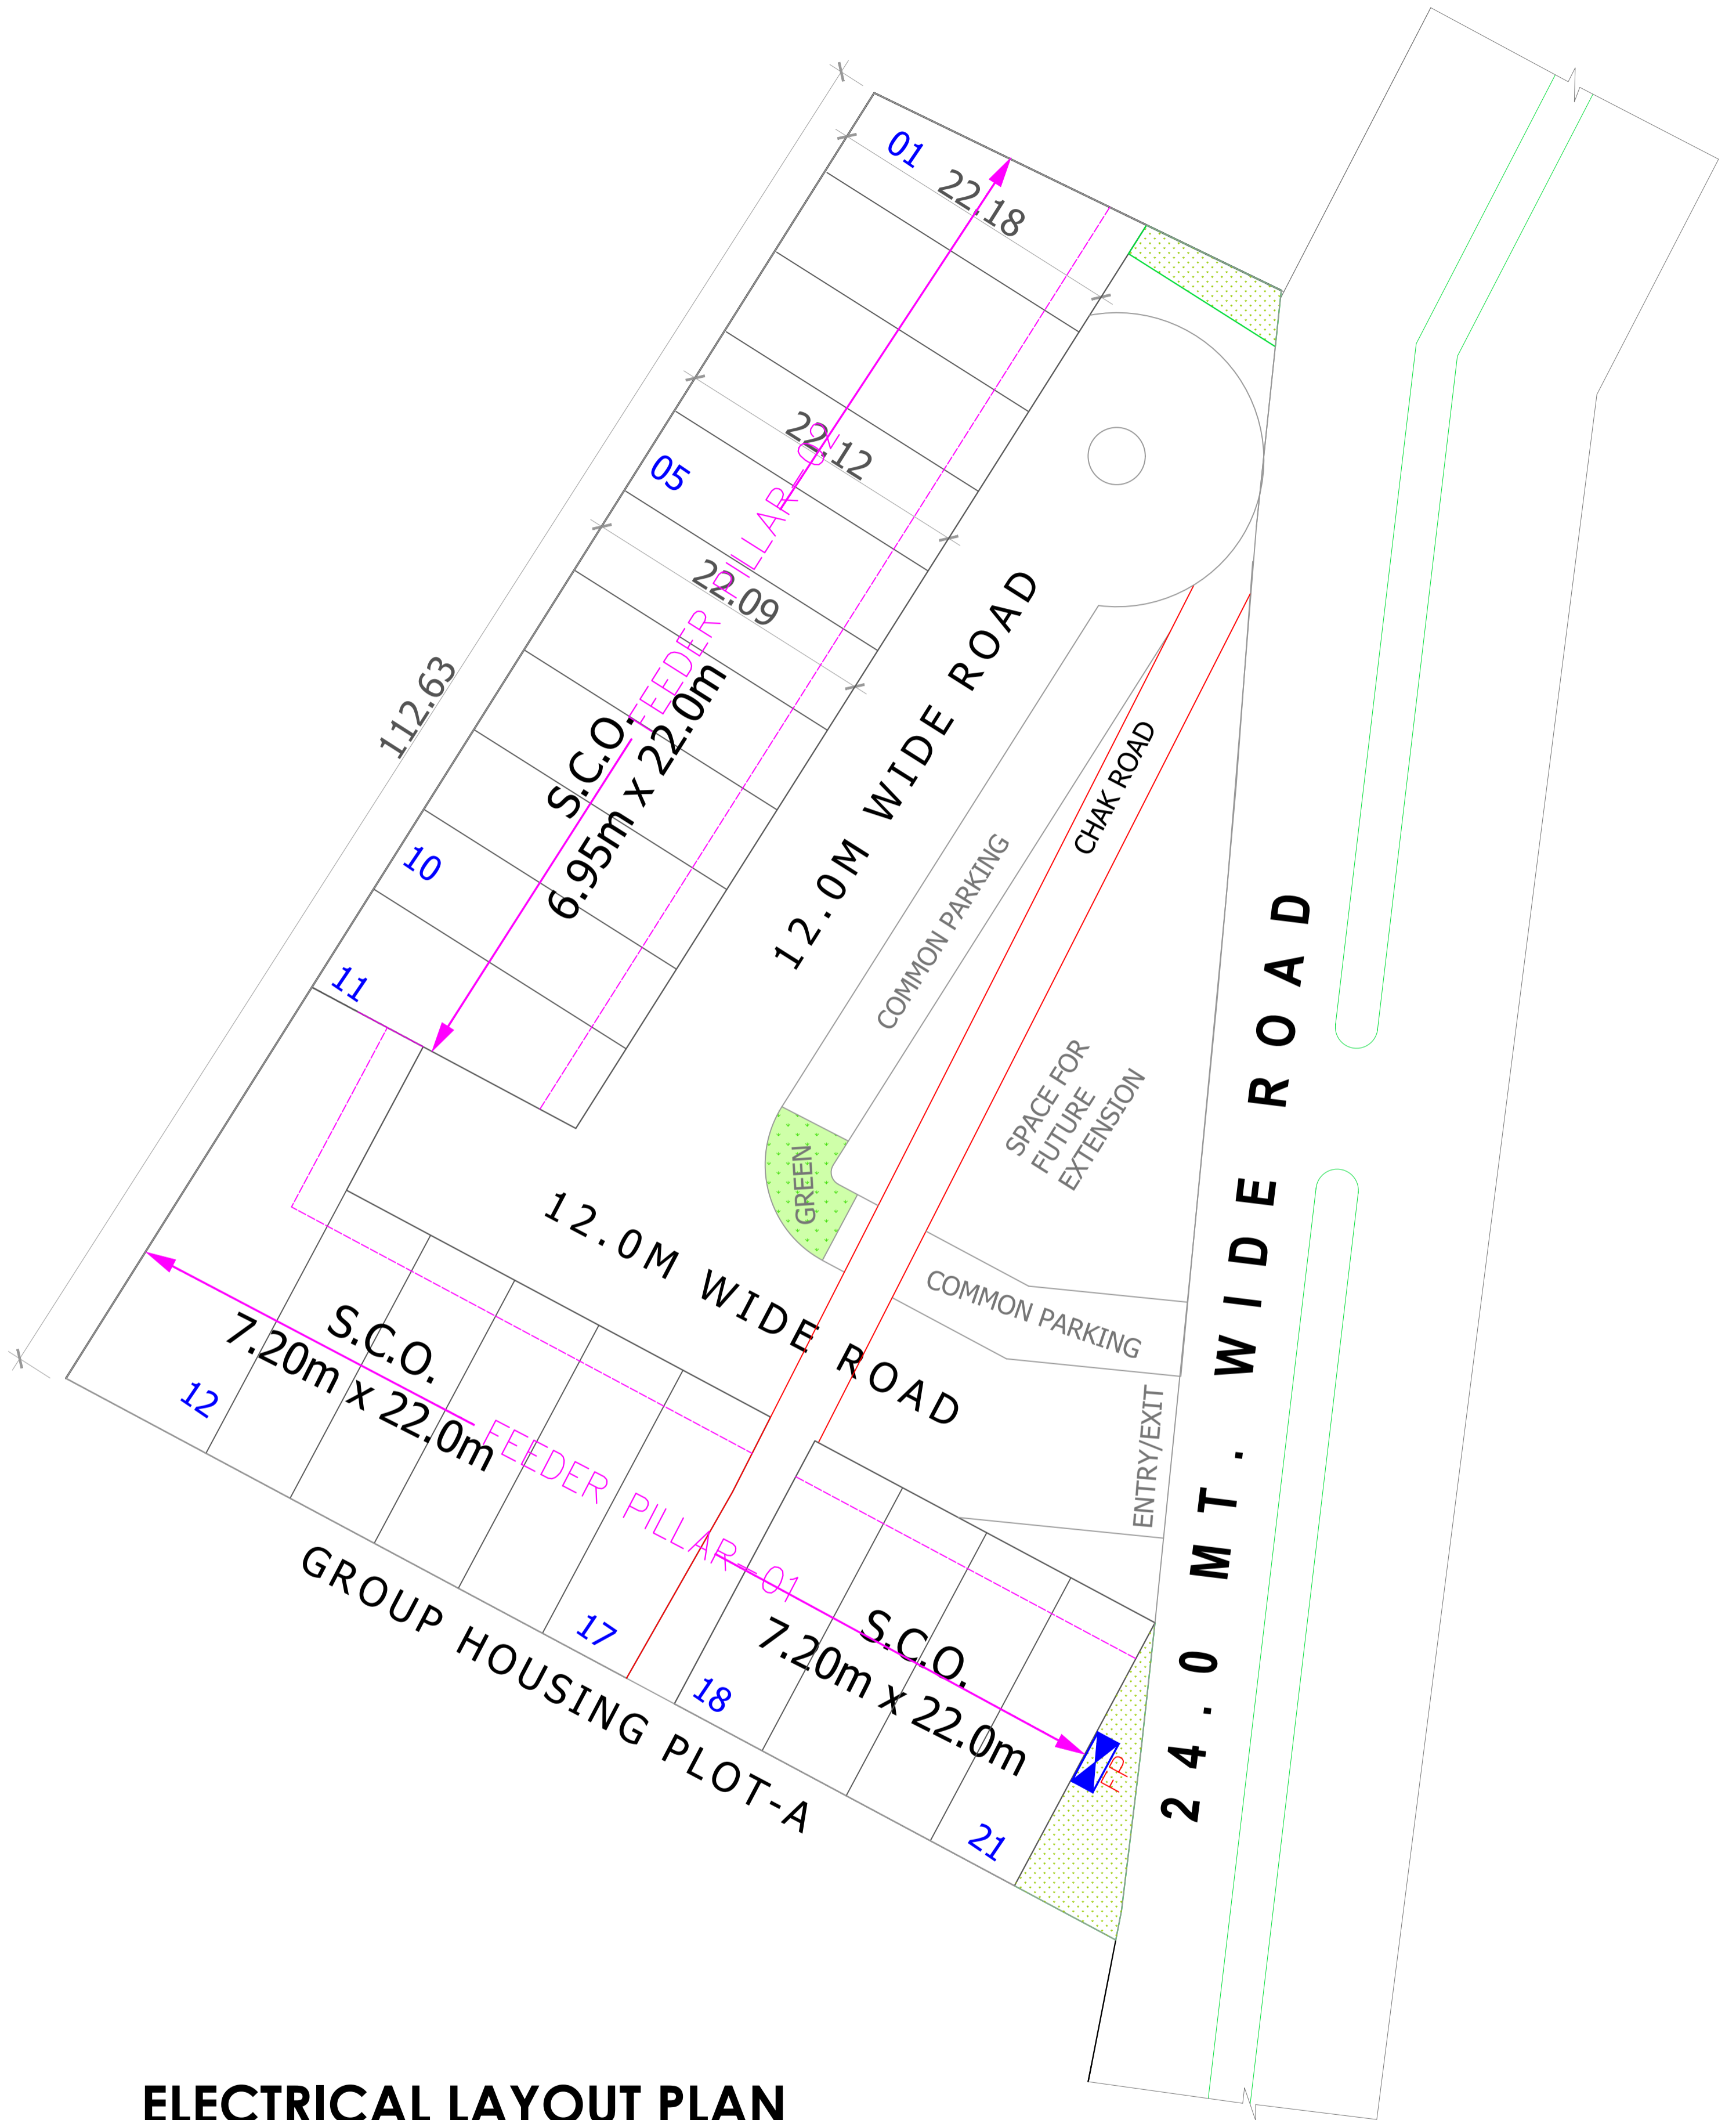 01
22.18
22.12
FEEDER PILLAR-02
05
22.09
112.63
S.C.O.
6.95m x 22.0m
10
11
12.0M WIDE ROAD
COMMON PARKING
CHAK ROAD
SPACE FOR
FUTURE
EXTENSION
GREEN
24.0 MT. WIDE ROAD
12.0M WIDE ROAD
COMMON PARKING
ENTRY/EXIT
S.C.O.
7.20m x 22.0m
12
FEEDER PILLAR-01
17
18
S.C.O.
7.20m x 22.0m
FP
21
GROUP HOUSING PLOT-A
ELECTRICAL LAYOUT PLAN